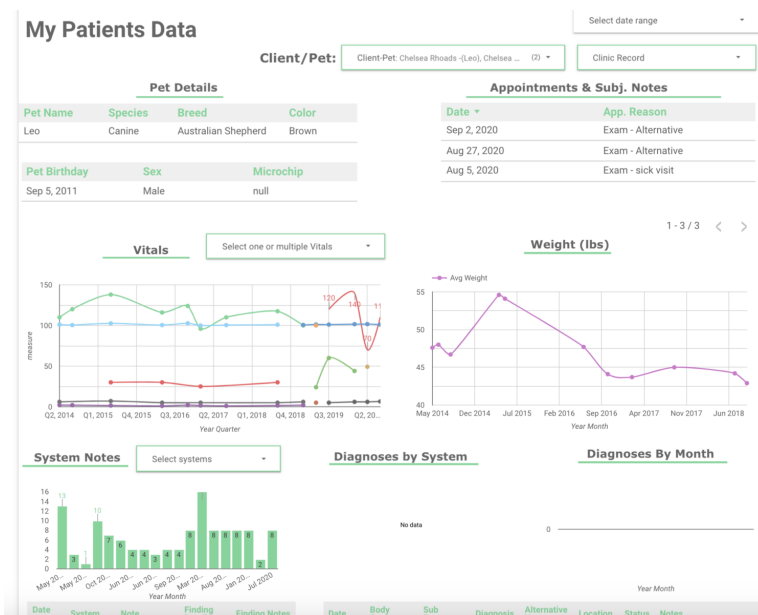 My Patients Data
Select date range
Client/Pet:
Client-Pet: Chelsea Rhoads -(Leo), Chelsea ... (2)
Clinic Record
Pet Details
Pet Name Species Breed Color
Leo Canine Australian Shepherd Brown
Pet Birthday Sex Microchip
Sep 5, 2011 Male null
Appointments & Subj. Notes
Date App. Reason
Sep 2, 2020 Exam - Alternative
Aug 27, 2020 Exam - Alternative
Aug 5, 2020 Exam - sick visit
1 - 3 / 3
Vitals
Select one or multiple Vitals
150
100
50
0
measure
120
140
70
11
Q2, 2014 Q1, 2015 Q4, 2015 Q3, 2016 Q2, 2017 Q1, 2018 Q4, 2018 Q3, 2019 Q2, 20...
Year Quarter
Weight (lbs)
Avg Weight
55
50
45
40
May 2014 Dec 2014 Jul 2015 Feb 2016 Sep 2016 Apr 2017 Nov 2017 Jun 2018
Year Month
System Notes
Select systems
16
14
12
10
8
6
4
2
0
13 3 1 10 7 6 4 4 3 4 4 8 8 8 8 8 2 8
May 20... May 20... Oct 20... Jun 20... Jun 20... Sep 20... Mar 20... Aug 20... Jan 20... Jul 2020
Year Month
Diagnoses by System
No data
Diagnoses By Month
0
Year Month
Date System Note Finding Finding Notes
Date Body Sub Diagnosis Alternative Location Status Notes